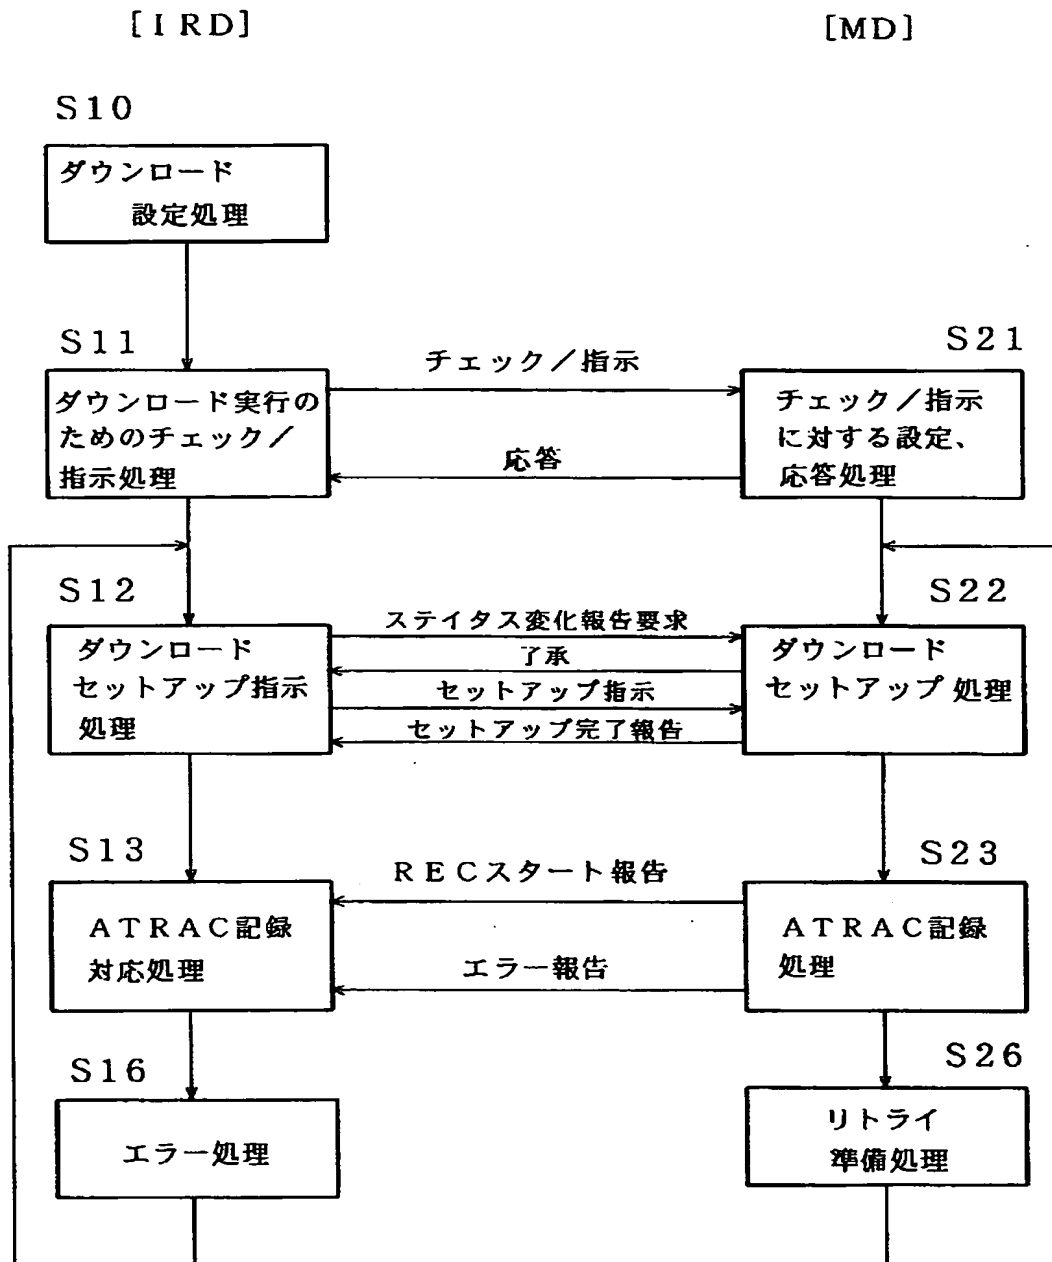 [IRD]
[MD]
S10
ダウンロード
設定処理
S11
ダウンロード実行の
ためのチェック／
指示処理
チェック／指示
応答
S21
チェック／指示
に対する設定、
応答処理
S12
ダウンロード
セットアップ指示
処理
ステイタス変化報告要求
了承
セットアップ指示
セットアップ完了報告
S22
ダウンロード
セットアップ処理
S13
ATRAC記録
対応処理
RECスタート報告
エラー報告
S23
ATRAC記録
処理
S16
エラー処理
S26
リトライ
準備処理